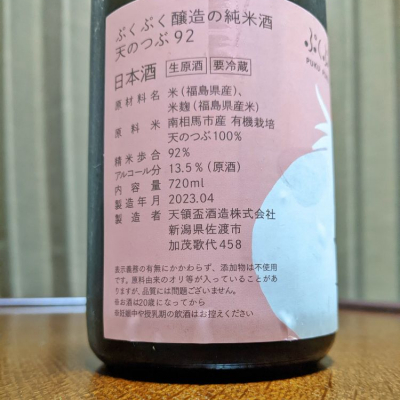 ぷくぷく醸造の純米酒
天のつぶ92
日本酒 生原酒 要冷蔵
原材料名 米(福島県産)、
米麹(福島県産米)
原料米 南相馬市産 有機栽培
天のつぶ100%
精米歩合 92%
アルコール分 13.5%(原酒)
内容量 720ml
製造年月 2023.04
製造者 天領盃酒造株式会社
新潟県佐渡市
加茂歌代458
表示義務の有無にかかわらず、添加物は不使用
です。原料由来のオリ等が入っていることがあ
りますが、品質には問題ございません。
※お酒は20歳になってから
※妊娠中や授乳期の飲酒はお控えください